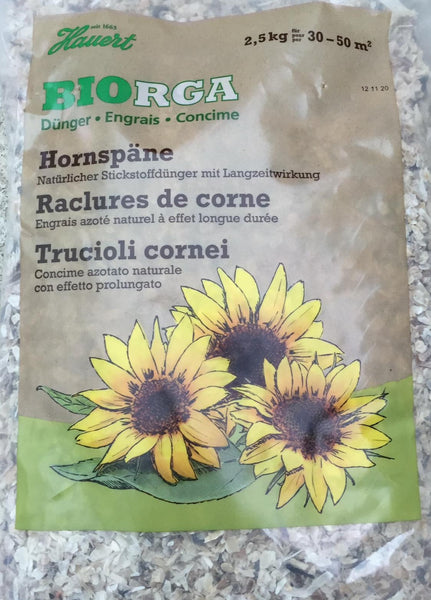 seit 1663
Hauert
2,5 kg für pour per 30 – 50 m²
12 11 20
BIORGA
Dünger • Engrais • Concime
Hornspäne
Natürlicher Stickstoffdünger mit Langzeitwirkung
Raclures de corne
Engrais azoté naturel à effet longue durée
Trucioli cornei
Concime azotato naturale
con effetto prolungato